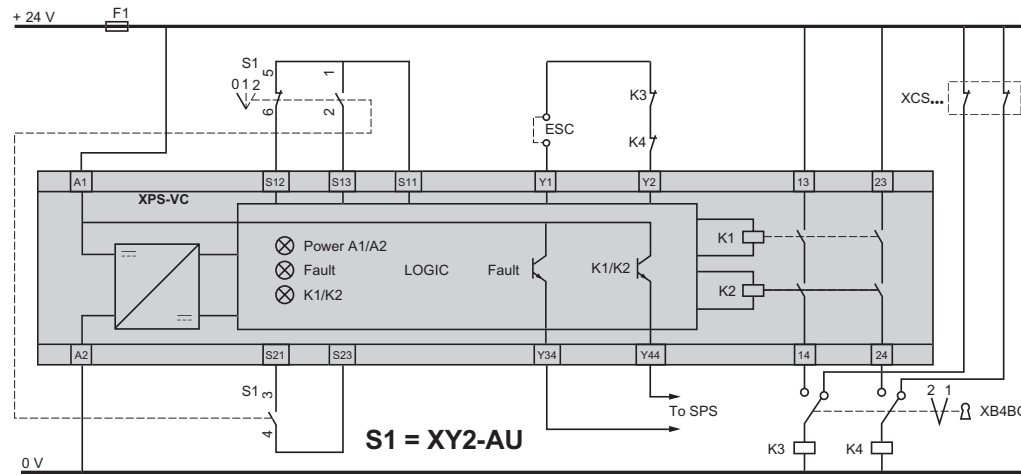 + 24 V
F1
S1
0 1 2
5
6
1
2
ESC
K3
K4
XCS...
A1
S12
S13
S11
Y1
Y2
13
23
XPS-VC
Power A1/A2
Fault
K1/K2
LOGIC
Fault
K1/K2
K1
K2
A2
S21
S23
Y34
Y44
14
24
S1
3
4
To SPS
2 1
S1 = XY2-AU
K3
K4
0 V